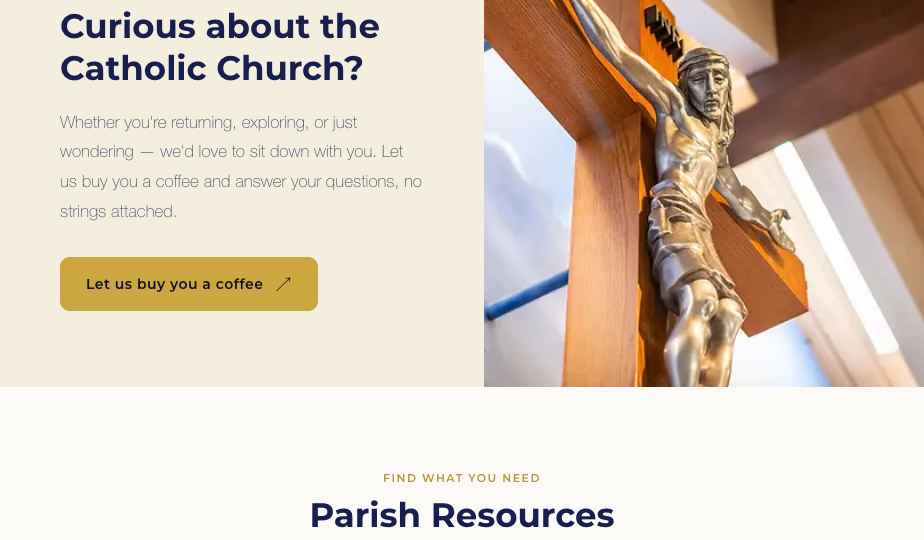 Curious about the
Catholic Church?
Whether you're returning, exploring, or just
wondering — we'd love to sit down with you. Let
us buy you a coffee and answer your questions, no
strings attached.
Let us buy you a coffee
FIND WHAT YOU NEED
Parish Resources